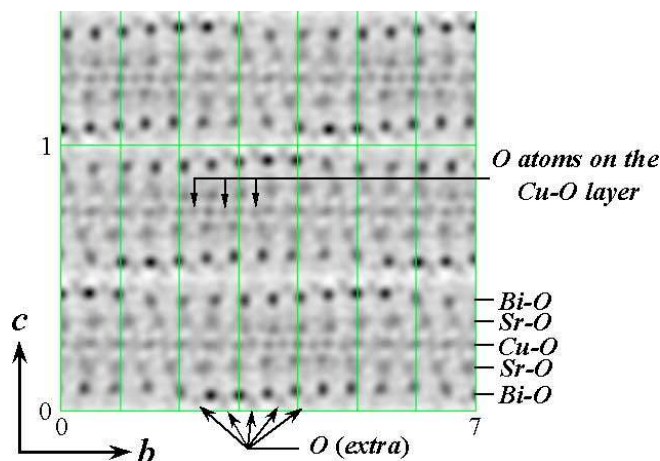 1
O atoms on the
Cu-O layer
Bi-O
Sr-O
Cu-O
Sr-O
Bi-O
c
0
0
b
O (extra)
7